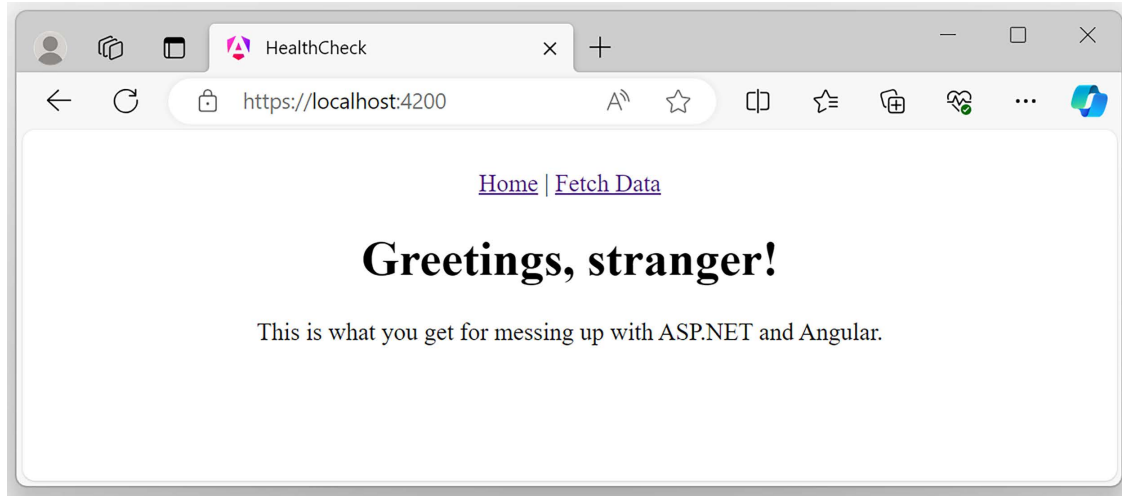 HealthCheck
https://localhost:4200
Home | Fetch Data
Greetings, stranger!
This is what you get for messing up with ASP.NET and Angular.